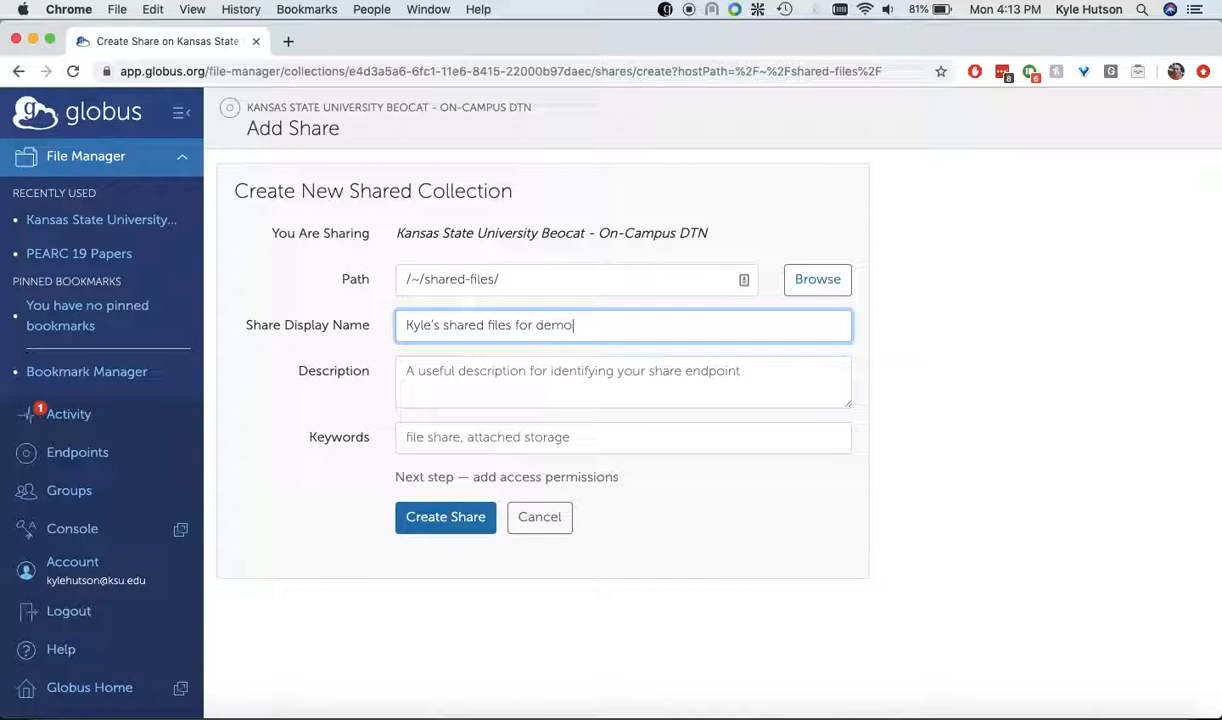 Chrome File Edit View History Bookmarks People Window Help 81% Mon 4:13 PM Kyle Hutson
Create Share on Kansas State
app.globus.org/file-manager/collections/e4d3a5a6-6fc1-11e6-8415-22000b97daec/shares/create?hostPath=%2F~%2Fshared-files%2F
8
6
globus
KANSAS STATE UNIVERSITY BEOCAT - ON-CAMPUS DTN
Add Share
File Manager
RECENTLY USED
Kansas State University...
PEARC 19 Papers
PINNED BOOKMARKS
You have no pinned
bookmarks
Bookmark Manager
1
Activity
Endpoints
Groups
Console
Account
kylehutson@ksu.edu
Logout
Help
Globus Home
Create New Shared Collection
You Are Sharing Kansas State University Beocat - On-Campus DTN
Path /~/shared-files/ Browse
Share Display Name Kyle's shared files for demo
Description A useful description for identifying your share endpoint
Keywords file share, attached storage
Next step — add access permissions
Create Share Cancel